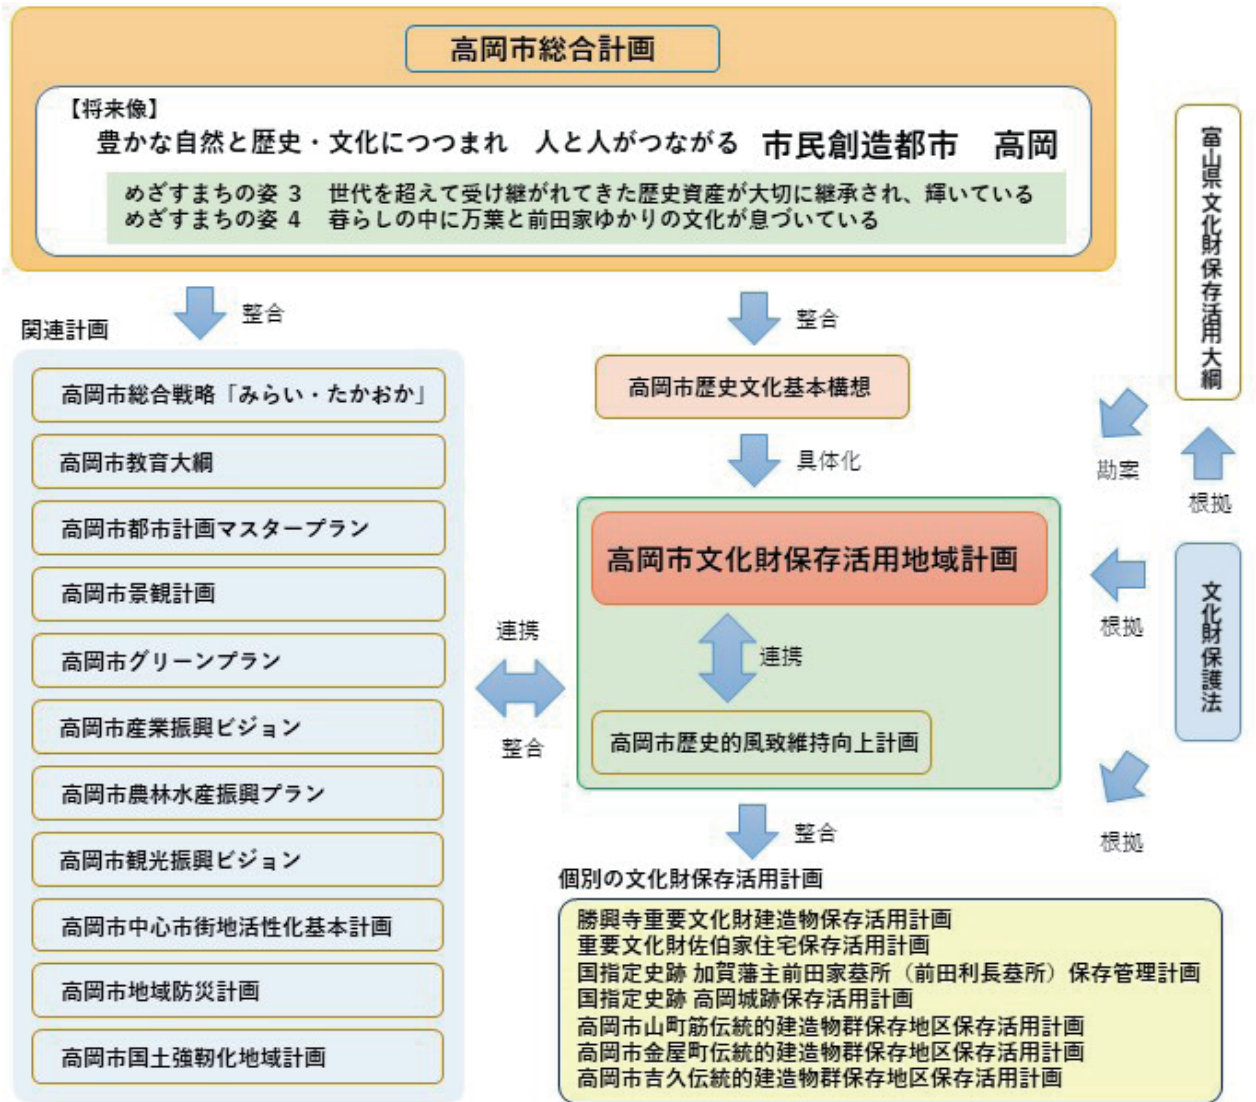 高岡市総合計画
【将来像】
豊かな自然と歴史・文化につつまれ　人と人がつながる　市民創造都市　高岡
めざすまちの姿 3　世代を超えて受け継がれてきた歴史資産が大切に継承され、輝いている
めざすまちの姿 4　暮らしの中に万葉と前田家ゆかりの文化が息づいている
整合
関連計画
高岡市総合戦略「みらい・たかおか」
高岡市教育大綱
高岡市都市計画マスタープラン
高岡市景観計画
高岡市グリーンプラン
高岡市産業振興ビジョン
高岡市農林水産振興プラン
高岡市観光振興ビジョン
高岡市中心市街地活性化基本計画
高岡市地域防災計画
高岡市国土強靭化地域計画
連携
整合
整合
高岡市歴史文化基本構想
具体化
高岡市文化財保存活用地域計画
連携
高岡市歴史的風致維持向上計画
整合
個別の文化財保存活用計画
勝興寺重要文化財建造物保存活用計画
重要文化財佐伯家住宅保存活用計画
国指定史跡 加賀藩主前田家墓所（前田利長墓所）保存管理計画
国指定史跡 高岡城跡保存活用計画
高岡市山町筋伝統的建造物群保存地区保存活用計画
高岡市金屋町伝統的建造物群保存地区保存活用計画
高岡市吉久伝統的建造物群保存地区保存活用計画
富山県文化財保存活用大綱
勘案
根拠
文化財保護法
根拠
根拠